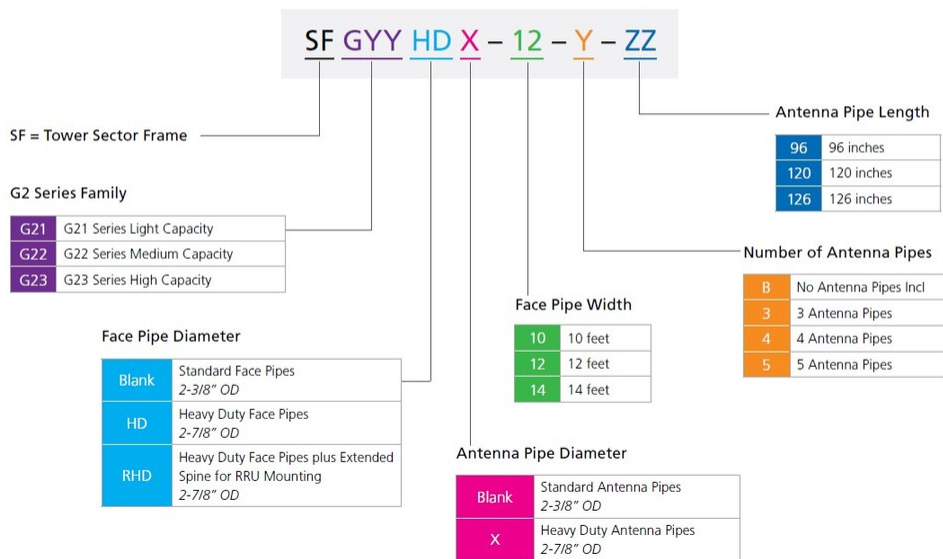 SF GYY HD X – 12 – Y – ZZ
SF = Tower Sector Frame
G2 Series Family
G21 G21 Series Light Capacity
G22 G22 Series Medium Capacity
G23 G23 Series High Capacity
Face Pipe Diameter
Blank Standard Face Pipes
2-3/8" OD
HD Heavy Duty Face Pipes
2-7/8" OD
RHD Heavy Duty Face Pipes plus Extended
Spine for RRU Mounting
2-7/8" OD
Antenna Pipe Diameter
Blank Standard Antenna Pipes
2-3/8" OD
X Heavy Duty Antenna Pipes
2-7/8" OD
Face Pipe Width
10 10 feet
12 12 feet
14 14 feet
Number of Antenna Pipes
B No Antenna Pipes Incl
3 3 Antenna Pipes
4 4 Antenna Pipes
5 5 Antenna Pipes
Antenna Pipe Length
96 96 inches
120 120 inches
126 126 inches